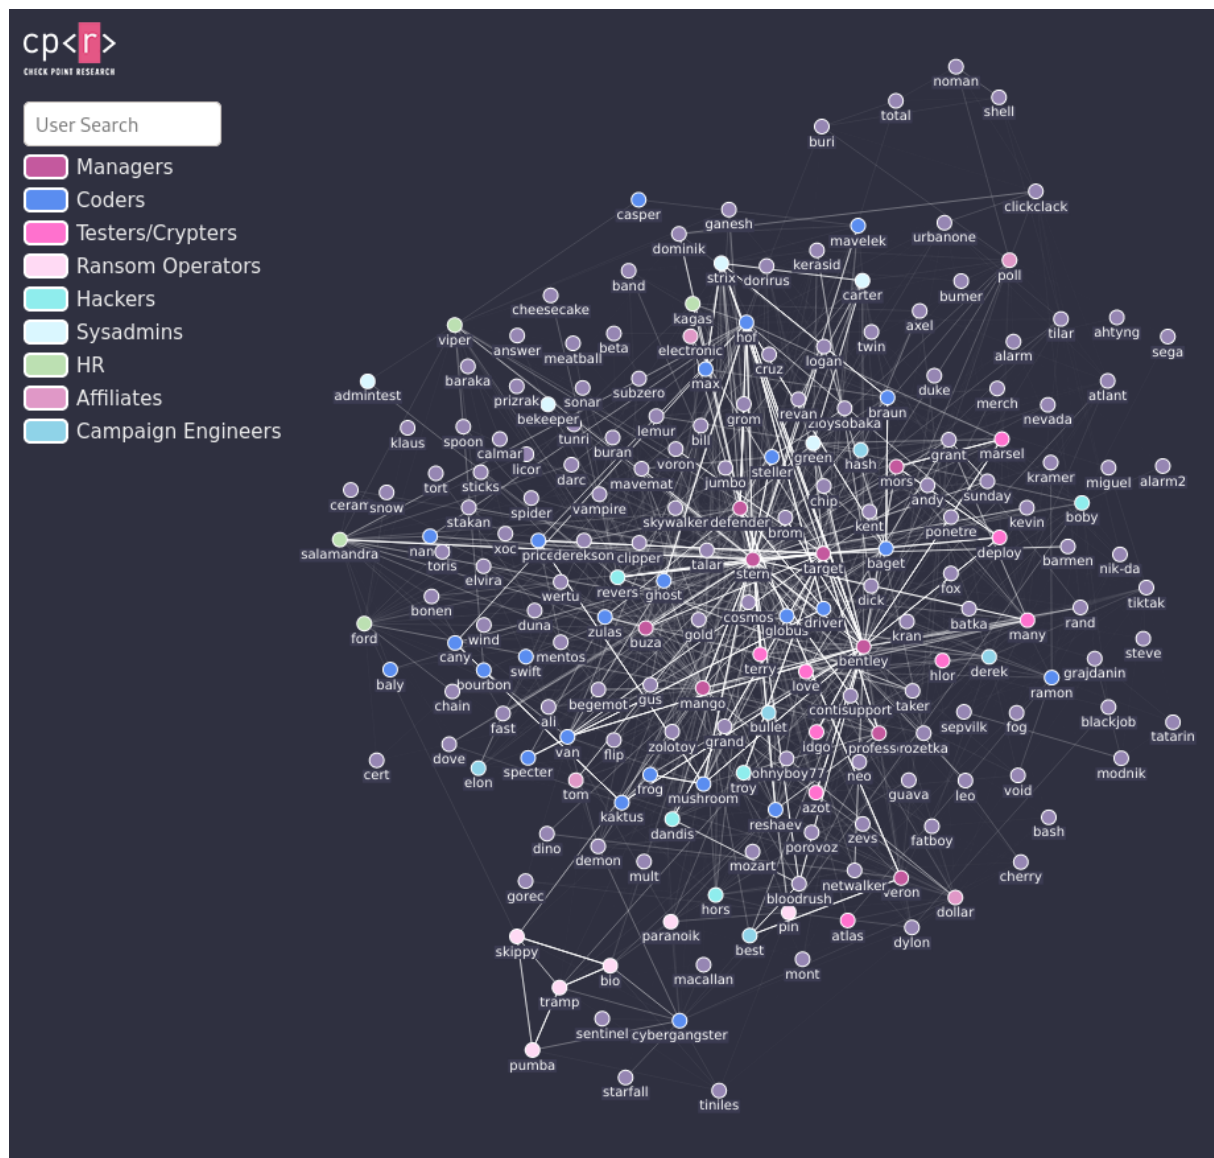 cp<r>
CHECK POINT RESEARCH
User Search
Managers
Coders
Testers/Crypters
Ransom Operators
Hackers
Sysadmins
HR
Affiliates
Campaign Engineers
noman
shell
total
buri
clickclack
casper
ganesh
urbanone
mavelek
dominik
kerasid
poll
strix
dorirus
band
carter
bumer
cheesecake
kagas
axel
tilar
ahtyng
viper
hof
answer
beta
electronic
twin
sega
meatball
logan
alarm
cruz
baraka
max
admintest
duke
atlant
subzero
prizrak
sonar
merch
braun
bekeeper
revan
grom
zloysobaka
nevada
lemur
klaus
spoon
tunri
bill
calmar
buran
green
grant
marsel
licor
voron
steller
hash
tort
sticks
darc
mavemat
jumbo
mors
kramer
miguel
alarm2
ceram
snow
chip
andy
sunday
spider
vampire
boby
stakan
skywalker
defender
brom
kent
ponetre
kevin
salamandra
nan
xoc
price
derekson
clipper
talar
stern
target
baget
deploy
barmen
nik-da
toris
elvira
wertu
revers
ghost
dick
fox
bonen
duna
cosmos
tiktak
ford
wind
zulas
buza
gold
globus
driver
kran
batka
many
rand
cany
swift
mentos
terry
bentley
steve
baly
bourbon
love
hlor
derek
grajdanin
ramon
chain
begemot
gus
mango
contisupport
taker
fast
ali
bullet
sepvilk
fog
blackjob
dove
van
flip
zolotoy
grand
idgo
rozetka
tatarin
cert
elon
specter
tom
frog
mushroom
troy
neo
modnik
kaktus
azot
guava
leo
void
dandis
reshaev
porovoz
zevs
fatboy
bash
dino
demon
mult
mozart
netwalker
cherry
gorec
hors
bloodrush
veron
dollar
paranoik
pin
atlas
dylon
skippy
best
bio
macallan
mont
tramp
sentinel
cybergangster
pumba
starfall
tiniles